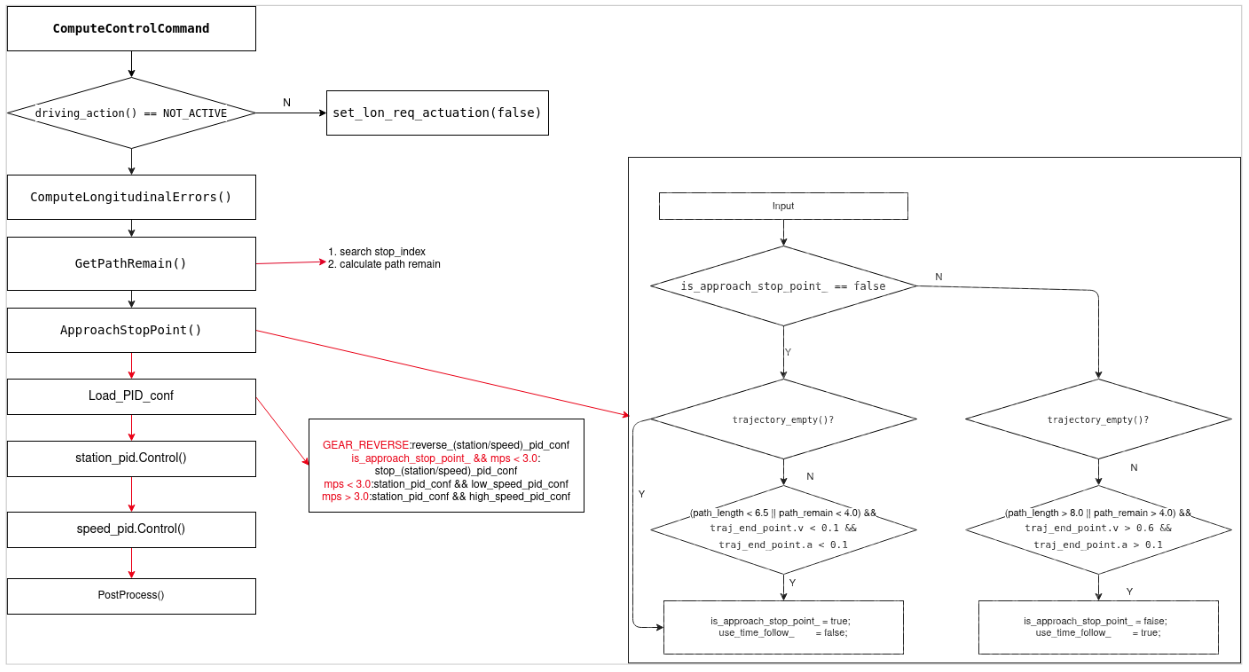 ComputeControlCommand
driving_action() == NOT_ACTIVE
N
set_lon_req_actuation(false)
ComputeLongitudinalErrors()
GetPathRemain()
1. search stop_index
2. calculate path remain
ApproachStopPoint()
Load_PID_conf
GEAR_REVERSE:reverse_(station/speed)_pid_conf
is_approach_stop_point_ && mps < 3.0:
stop_(station/speed)_pid_conf
mps < 3.0:station_pid_conf && low_speed_pid_conf
mps > 3.0:station_pid_conf && high_speed_pid_conf
station_pid.Control()
speed_pid.Control()
PostProcess()
Input
is_approach_stop_point_ == false
N
Y
trajectory_empty()?
N
Y
(path_length < 6.5 || path_remain < 4.0) &&
traj_end_point.v < 0.1 &&
traj_end_point.a < 0.1
Y
is_approach_stop_point_ = true;
use_time_follow_ = false;
trajectory_empty()?
N
(path_length > 8.0 || path_remain > 4.0) &&
traj_end_point.v > 0.6 &&
traj_end_point.a > 0.1
Y
is_approach_stop_point_ = false;
use_time_follow_ = true;